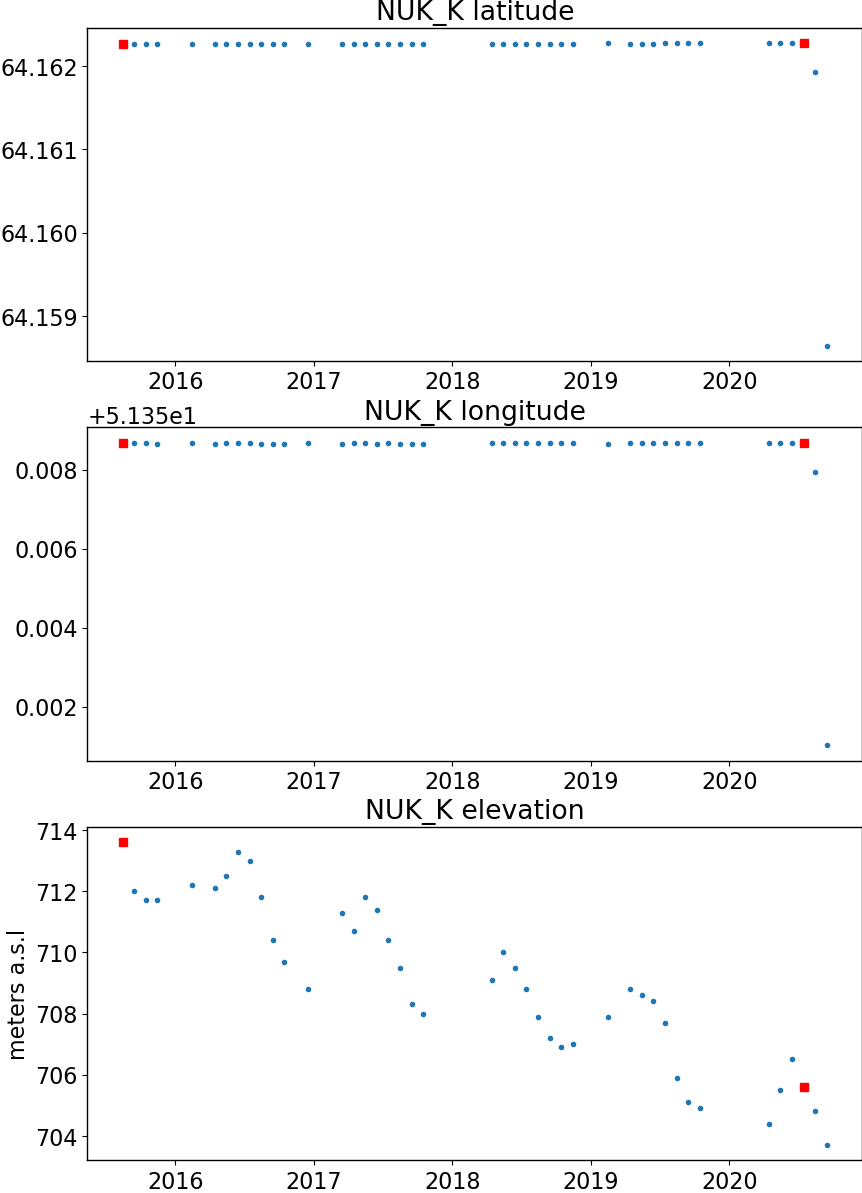 NUK_K latitude
64.162
64.161
64.160
64.159
2016 2017 2018 2019 2020
+5.135e1
NUK_K longitude
0.008
0.006
0.004
0.002
2016 2017 2018 2019 2020
NUK_K elevation
714
712
710
708
706
704
meters a.s.l
2016 2017 2018 2019 2020